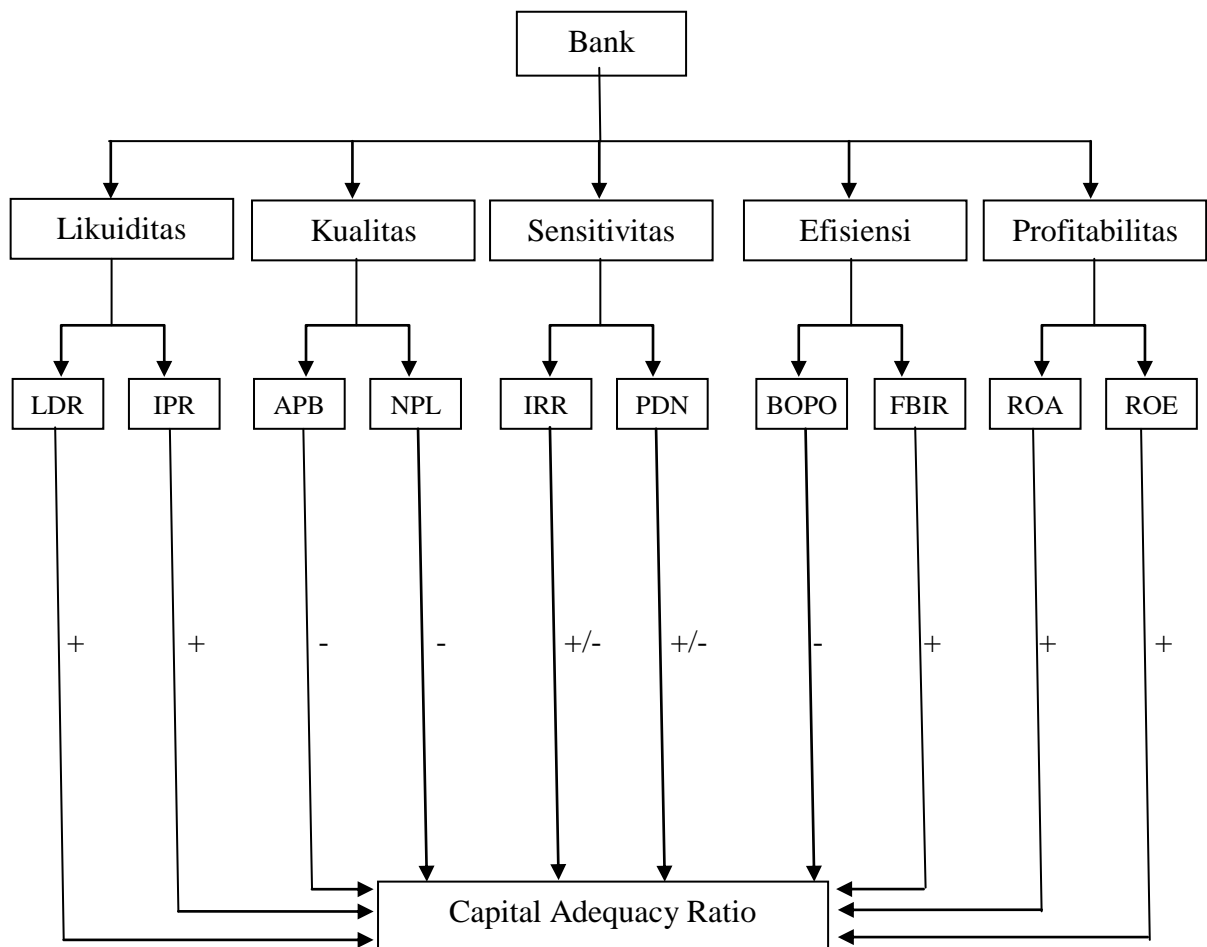 Bank
Likuiditas
Kualitas
Sensitivitas
Efisiensi
Profitabilitas
LDR
IPR
APB
NPL
IRR
PDN
BOPO
FBIR
ROA
ROE
+
+
-
-
+/-
+/-
-
+
+
+
Capital Adequacy Ratio